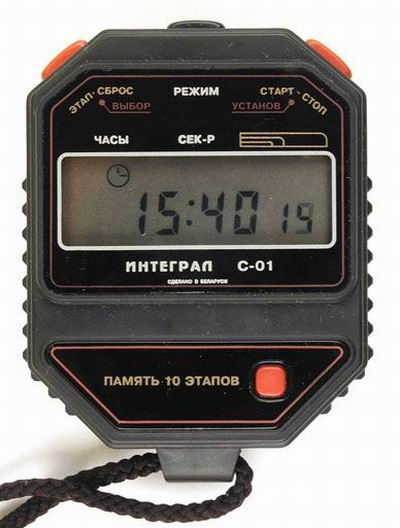 ЭТАП-СБРОС РЕЖИМ СТАРТ-СТОП
ВЫБОР УСТАНОВ
ЧАСЫ СЕК-Р
15:40 19
ИНТЕГРАЛ С-01
СДЕЛАНО В БЕЛАРУСИ
ПАМЯТЬ 10 ЭТАПОВ